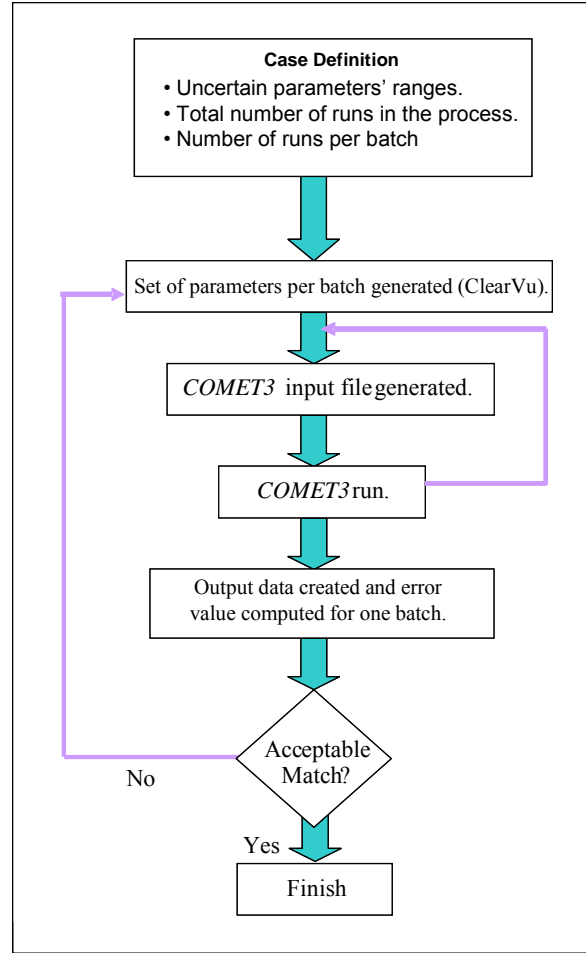 Case Definition
• Uncertain parameters’ ranges.
• Total number of runs in the process.
• Number of runs per batch
Set of parameters per batch generated (ClearVu).
COMET3 input file generated.
COMET3 run.
Output data created and error
value computed for one batch.
Acceptable
Match?
No
Yes
Finish